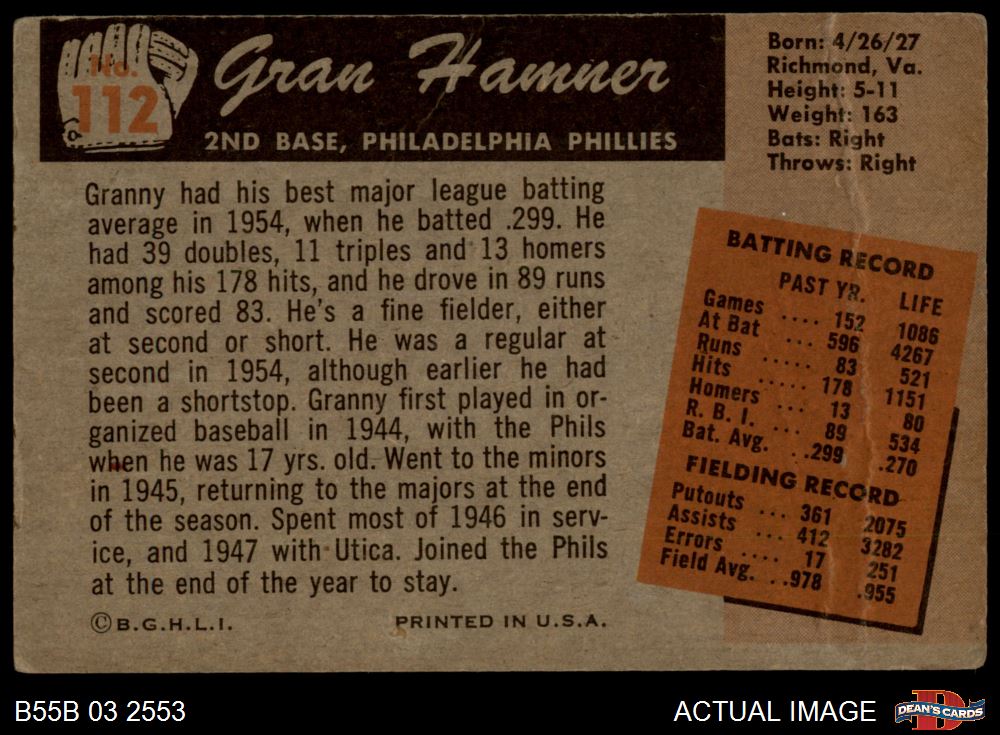 No.
112
Gran Hamner
2ND BASE, PHILADELPHIA PHILLIES
Born: 4/26/27
Richmond, Va.
Height: 5-11
Weight: 163
Bats: Right
Throws: Right
Granny had his best major league batting
average in 1954, when he batted .299. He
had 39 doubles, 11 triples and 13 homers
among his 178 hits, and he drove in 89 runs
and scored 83. He's a fine fielder, either
at second or short. He was a regular at
second in 1954, although earlier he had
been a shortstop. Granny first played in or-
ganized baseball in 1944, with the Phils
when he was 17 yrs. old. Went to the minors
in 1945, returning to the majors at the end
of the season. Spent most of 1946 in serv-
ice, and 1947 with Utica. Joined the Phils
at the end of the year to stay.
©B.G.H.L.I. PRINTED IN U.S.A.
BATTING RECORD
PAST YR. LIFE
Games .... 152 1086
At Bat ... 596 4267
Runs ..... 83 521
Hits ..... 178 1151
Homers ... 13 80
R. B. I. ... 89 534
Bat. Avg. ..299 .270
FIELDING RECORD
Putouts ... 361 2075
Assists ... 412 3282
Errors .... 17 251
Field Avg. ..978 .955
B55B 03 2553
ACTUAL IMAGE
DEAN'S CARDS